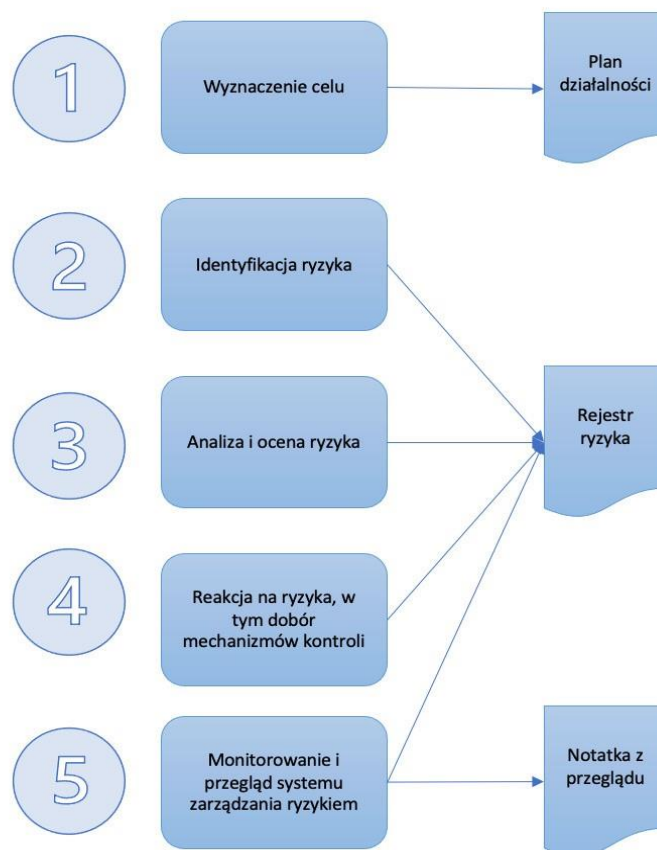 1
Wyznaczenie celu
Plan
działalności
2
Identyfikacja ryzyka
3
Analiza i ocena ryzyka
Rejestr
ryzyka
4
Reakcja na ryzyka, w
tym dobór
mechanizmów kontroli
5
Monitorowanie i
przegląd systemu
zarządzania ryzykiem
Notatka z
przeglądu